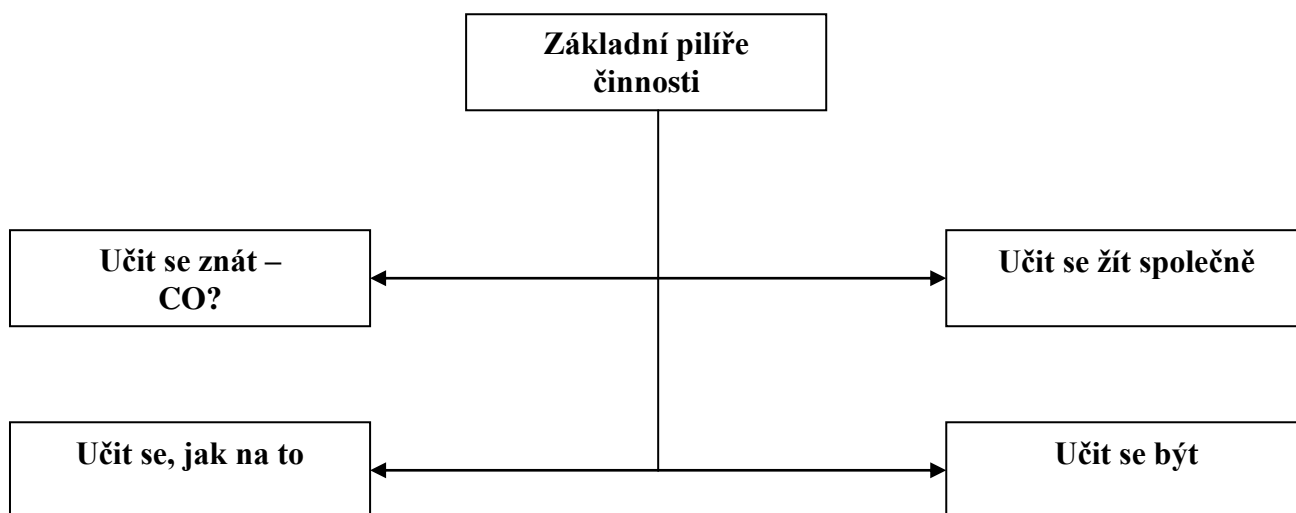 Základní pilíře
činnosti
Učit se znát –
CO?
Učit se žít společně
Učit se, jak na to
Učit se být